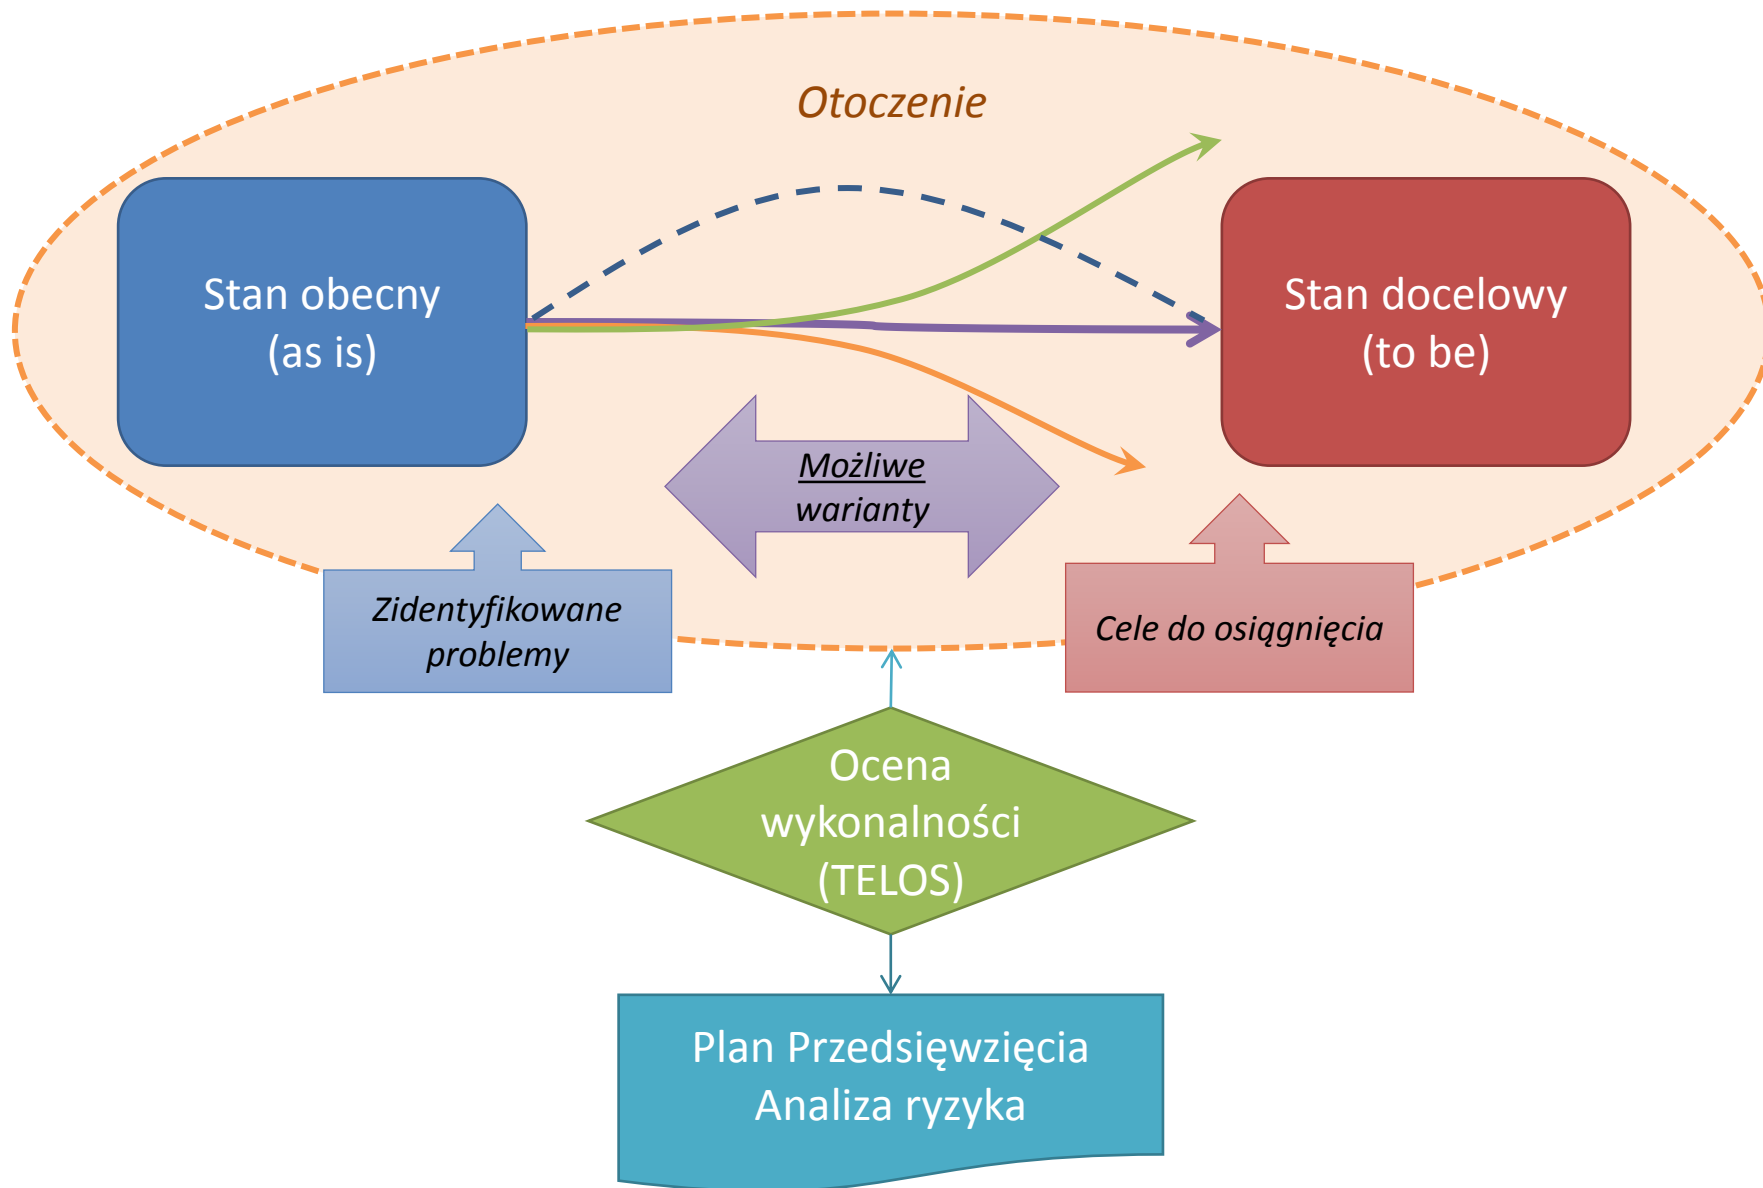 Otoczenie
Stan obecny
(as is)
Stan docelowy
(to be)
Możliwe
warianty
Zidentyfikowane
problemy
Cele do osiągnięcia
Ocena
wykonalności
(TELOS)
Plan Przedsięwzięcia
Analiza ryzyka